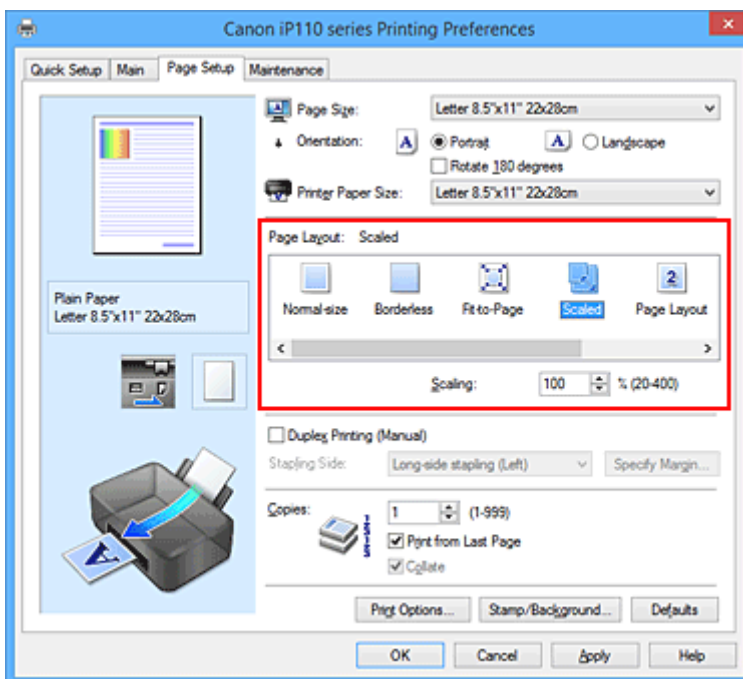 Canon iP110 series Printing Preferences
Quick Setup Main Page Setup Maintenance
Page Size: Letter 8.5"x11" 22x28cm
Orientation: A Portrait A Landscape
Rotate 180 degrees
Printer Paper Size: Letter 8.5"x11" 22x28cm
Page Layout: Scaled
Normal-size Borderless Fit-to-Page Scaled Page Layout
Scaling: 100 % (20-400)
Plain Paper
Letter 8.5"x11" 22x28cm
Duplex Printing (Manual)
Stapling Side: Long-side stapling (Left) Specify Margin...
Copies: 1 (1-999)
Print from Last Page
Collate
Print Options... Stamp/Background... Defaults
OK Cancel Apply Help